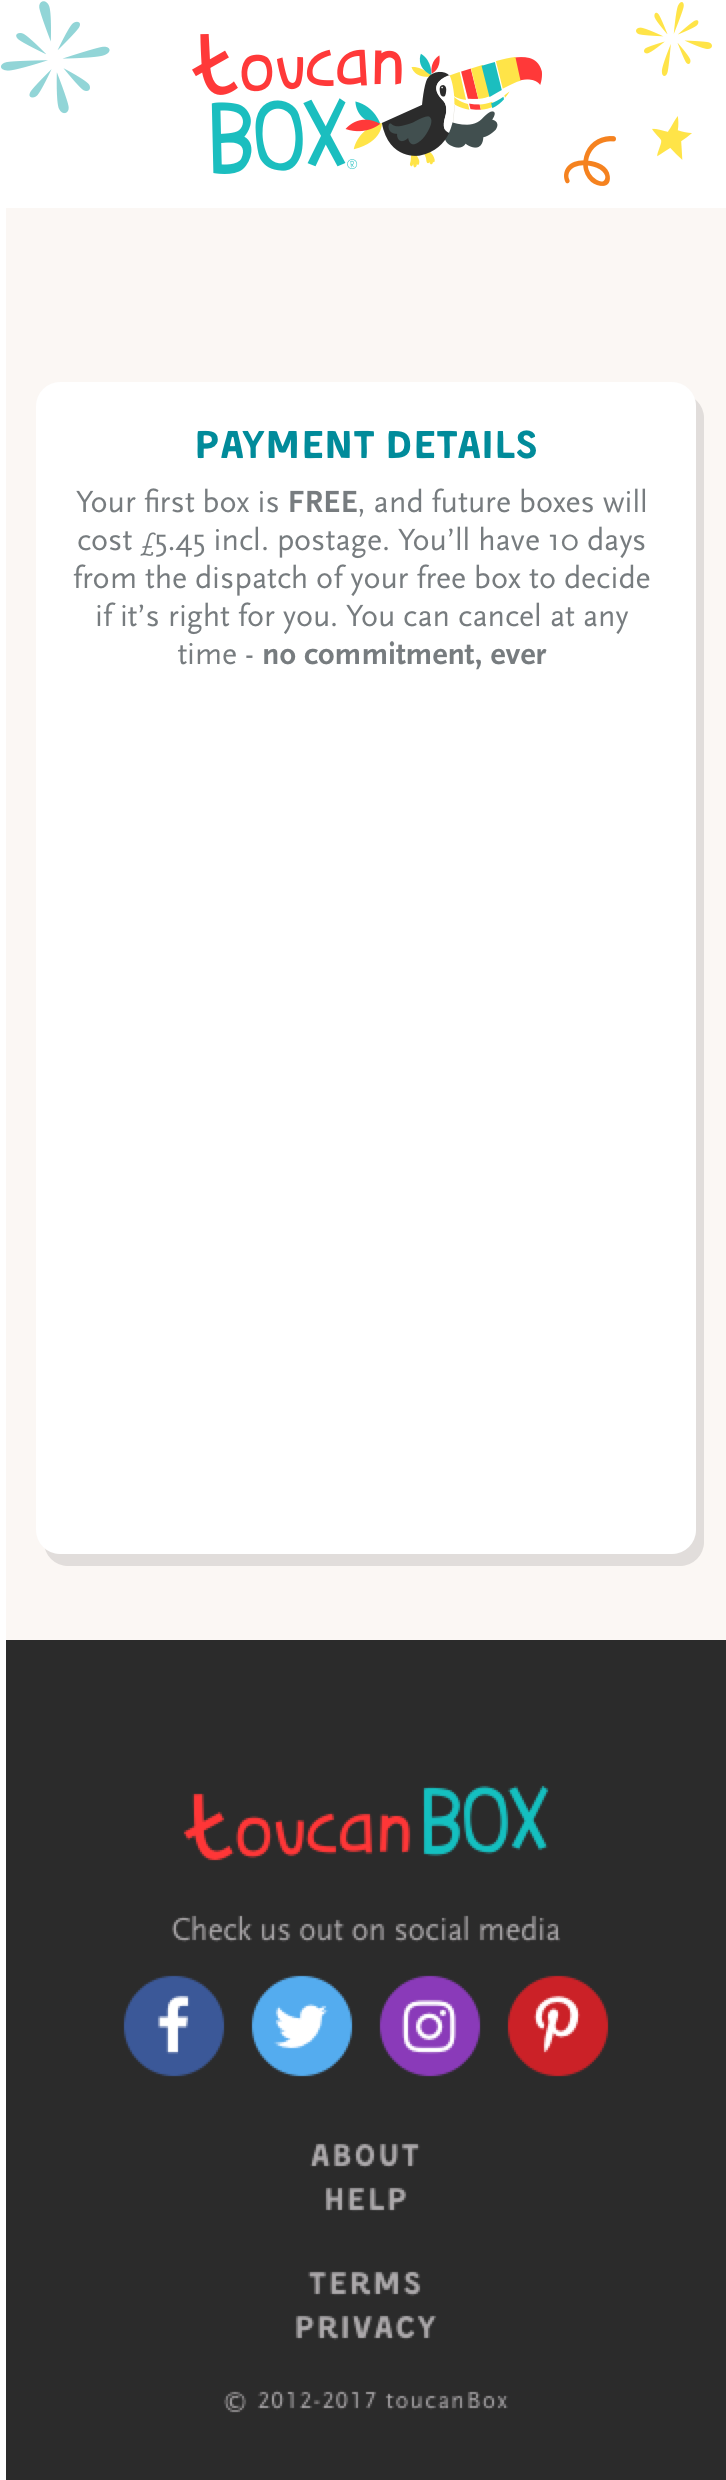 toucan
BOX®
PAYMENT DETAILS
Your first box is FREE, and future boxes will
cost £5.45 incl. postage. You’ll have 10 days
from the dispatch of your free box to decide
if it’s right for you. You can cancel at any
time - no commitment, ever
toucanBOX
Check us out on social media
ABOUT
HELP
TERMS
PRIVACY
© 2012-2017 toucanBox